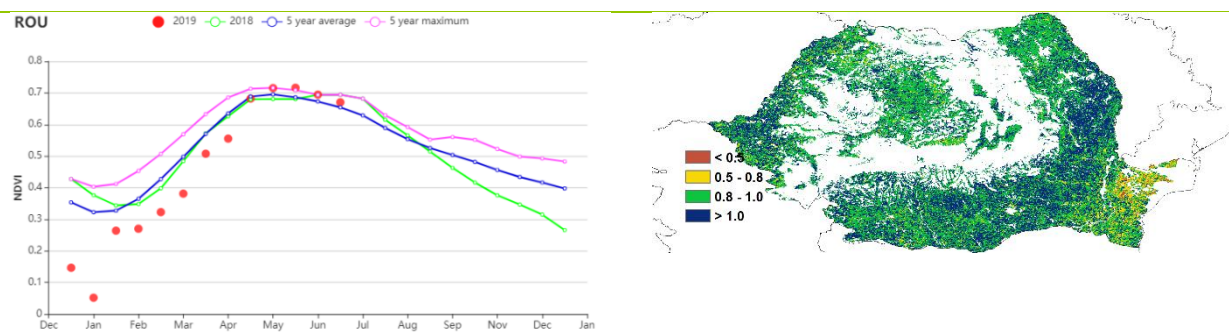 ROU
2019 2018 5 year average 5 year maximum
0.8
0.7
0.6
0.5
0.4
0.3
0.2
0.1
0
NDVI
Dec Jan Feb Mar Apr May Jun Jul Aug Sep Nov Dec Jan
< 0.5
0.5 - 0.8
0.8 - 1.0
> 1.0